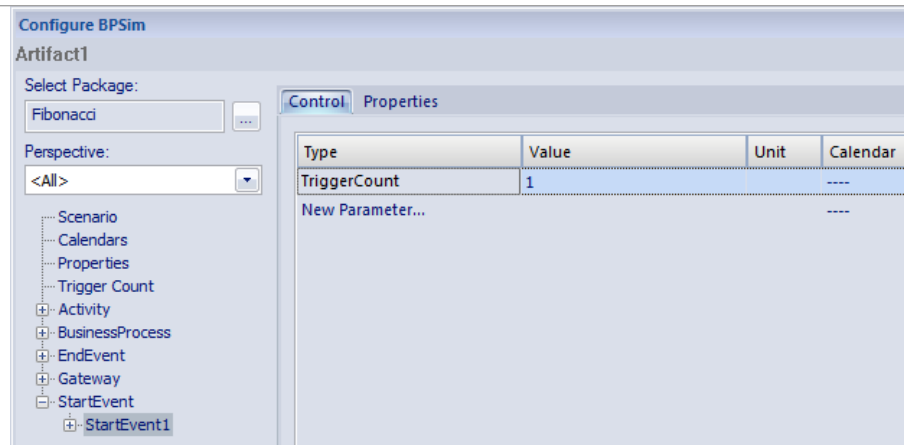 Configure BPSim
Artifact1
Select Package:
Fibonacci
...
Perspective:
<All>
Scenario
Calendars
Properties
Trigger Count
Activity
BusinessProcess
EndEvent
Gateway
StartEvent
StartEvent1
Control Properties
Type Value Unit Calendar
TriggerCount 1 ----
New Parameter... ----